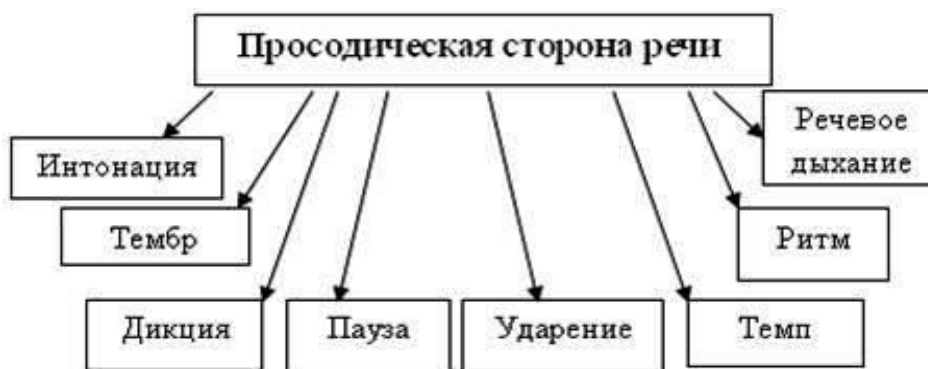 Просодическая сторона речи
Речевое
дыхание
Интонация
Тембр
Ритм
Дикция
Пауза
Ударение
Темп